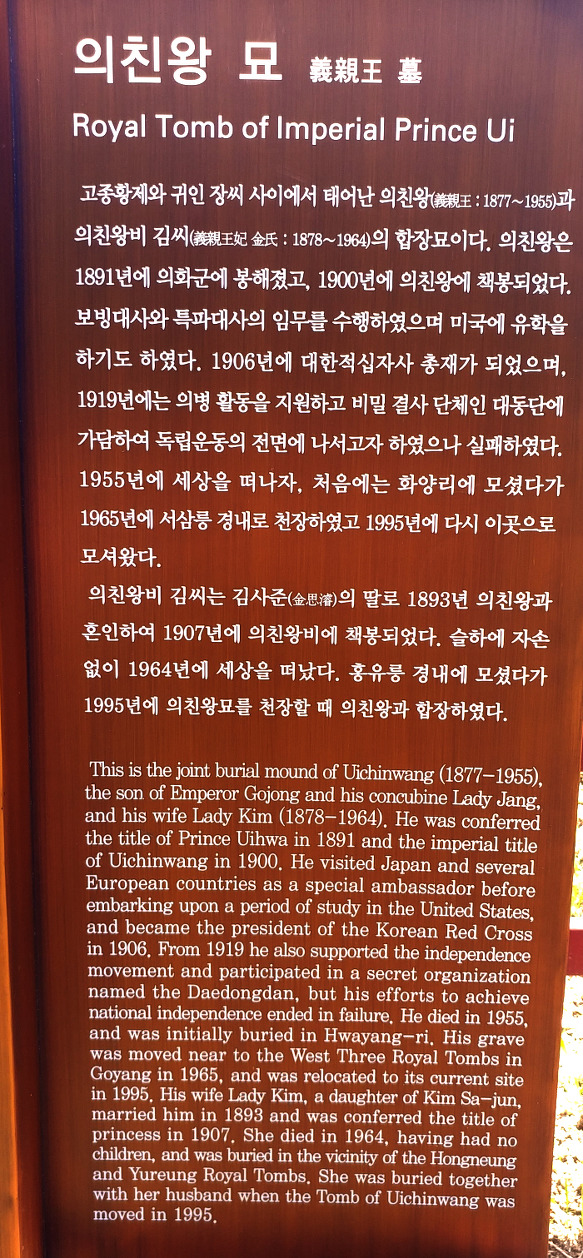 의친왕 묘 義親王 墓
Royal Tomb of Imperial Prince Ui
고종황제와 귀인 장씨 사이에서 태어난 의친왕(義親王 : 1877~1955)과
의친왕비 김씨(義親王妃 金氏 : 1878~1964)의 합장묘이다. 의친왕은
1891년에 의화군에 봉해졌고, 1900년에 의친왕에 책봉되었다.
보빙대사와 특파대사의 임무를 수행하였으며 미국에 유학을
하기도 하였다. 1906년에 대한적십자사 총재가 되었으며,
1919년에는 의병 활동을 지원하고 비밀 결사 단체인 대동단에
가담하여 독립운동의 전면에 나서고자 하였으나 실패하였다.
1955년에 세상을 떠나자, 처음에는 화양리에 모셨다가
1965년에 서삼릉 경내로 천장하였고 1995년에 다시 이곳으로
모셔왔다.
의친왕비 김씨는 김사준(金思濬)의 딸로 1893년 의친왕과
혼인하여 1907년에 의친왕비에 책봉되었다. 슬하에 자손
없이 1964년에 세상을 떠났다. 홍유릉 경내에 모셨다가
1995년에 의친왕묘를 천장할 때 의친왕과 합장하였다.
This is the joint burial mound of Uichinwang (1877-1955),
the son of Emperor Gojong and his concubine Lady Jang,
and his wife Lady Kim (1878-1964). He was conferred
the title of Prince Uihwa in 1891 and the imperial title
of Uichinwang in 1900. He visited Japan and several
European countries as a special ambassador before
embarking upon a period of study in the United States,
and became the president of the Korean Red Cross
in 1906. From 1919 he also supported the independence
movement and participated in a secret organization
named the Daedongdan, but his efforts to achieve
national independence ended in failure. He died in 1955,
and was initially buried in Hwayang-ri. His grave
was moved near to the West Three Royal Tombs in
Goyang in 1965, and was relocated to its current site
in 1995. His wife Lady Kim, a daughter of Kim Sa-jun,
married him in 1893 and was conferred the title of
princess in 1907. She died in 1964, having had no
children, and was buried in the vicinity of the Hongneung
and Yureung Royal Tombs. She was buried together
with her husband when the Tomb of Uichinwang was
moved in 1995.